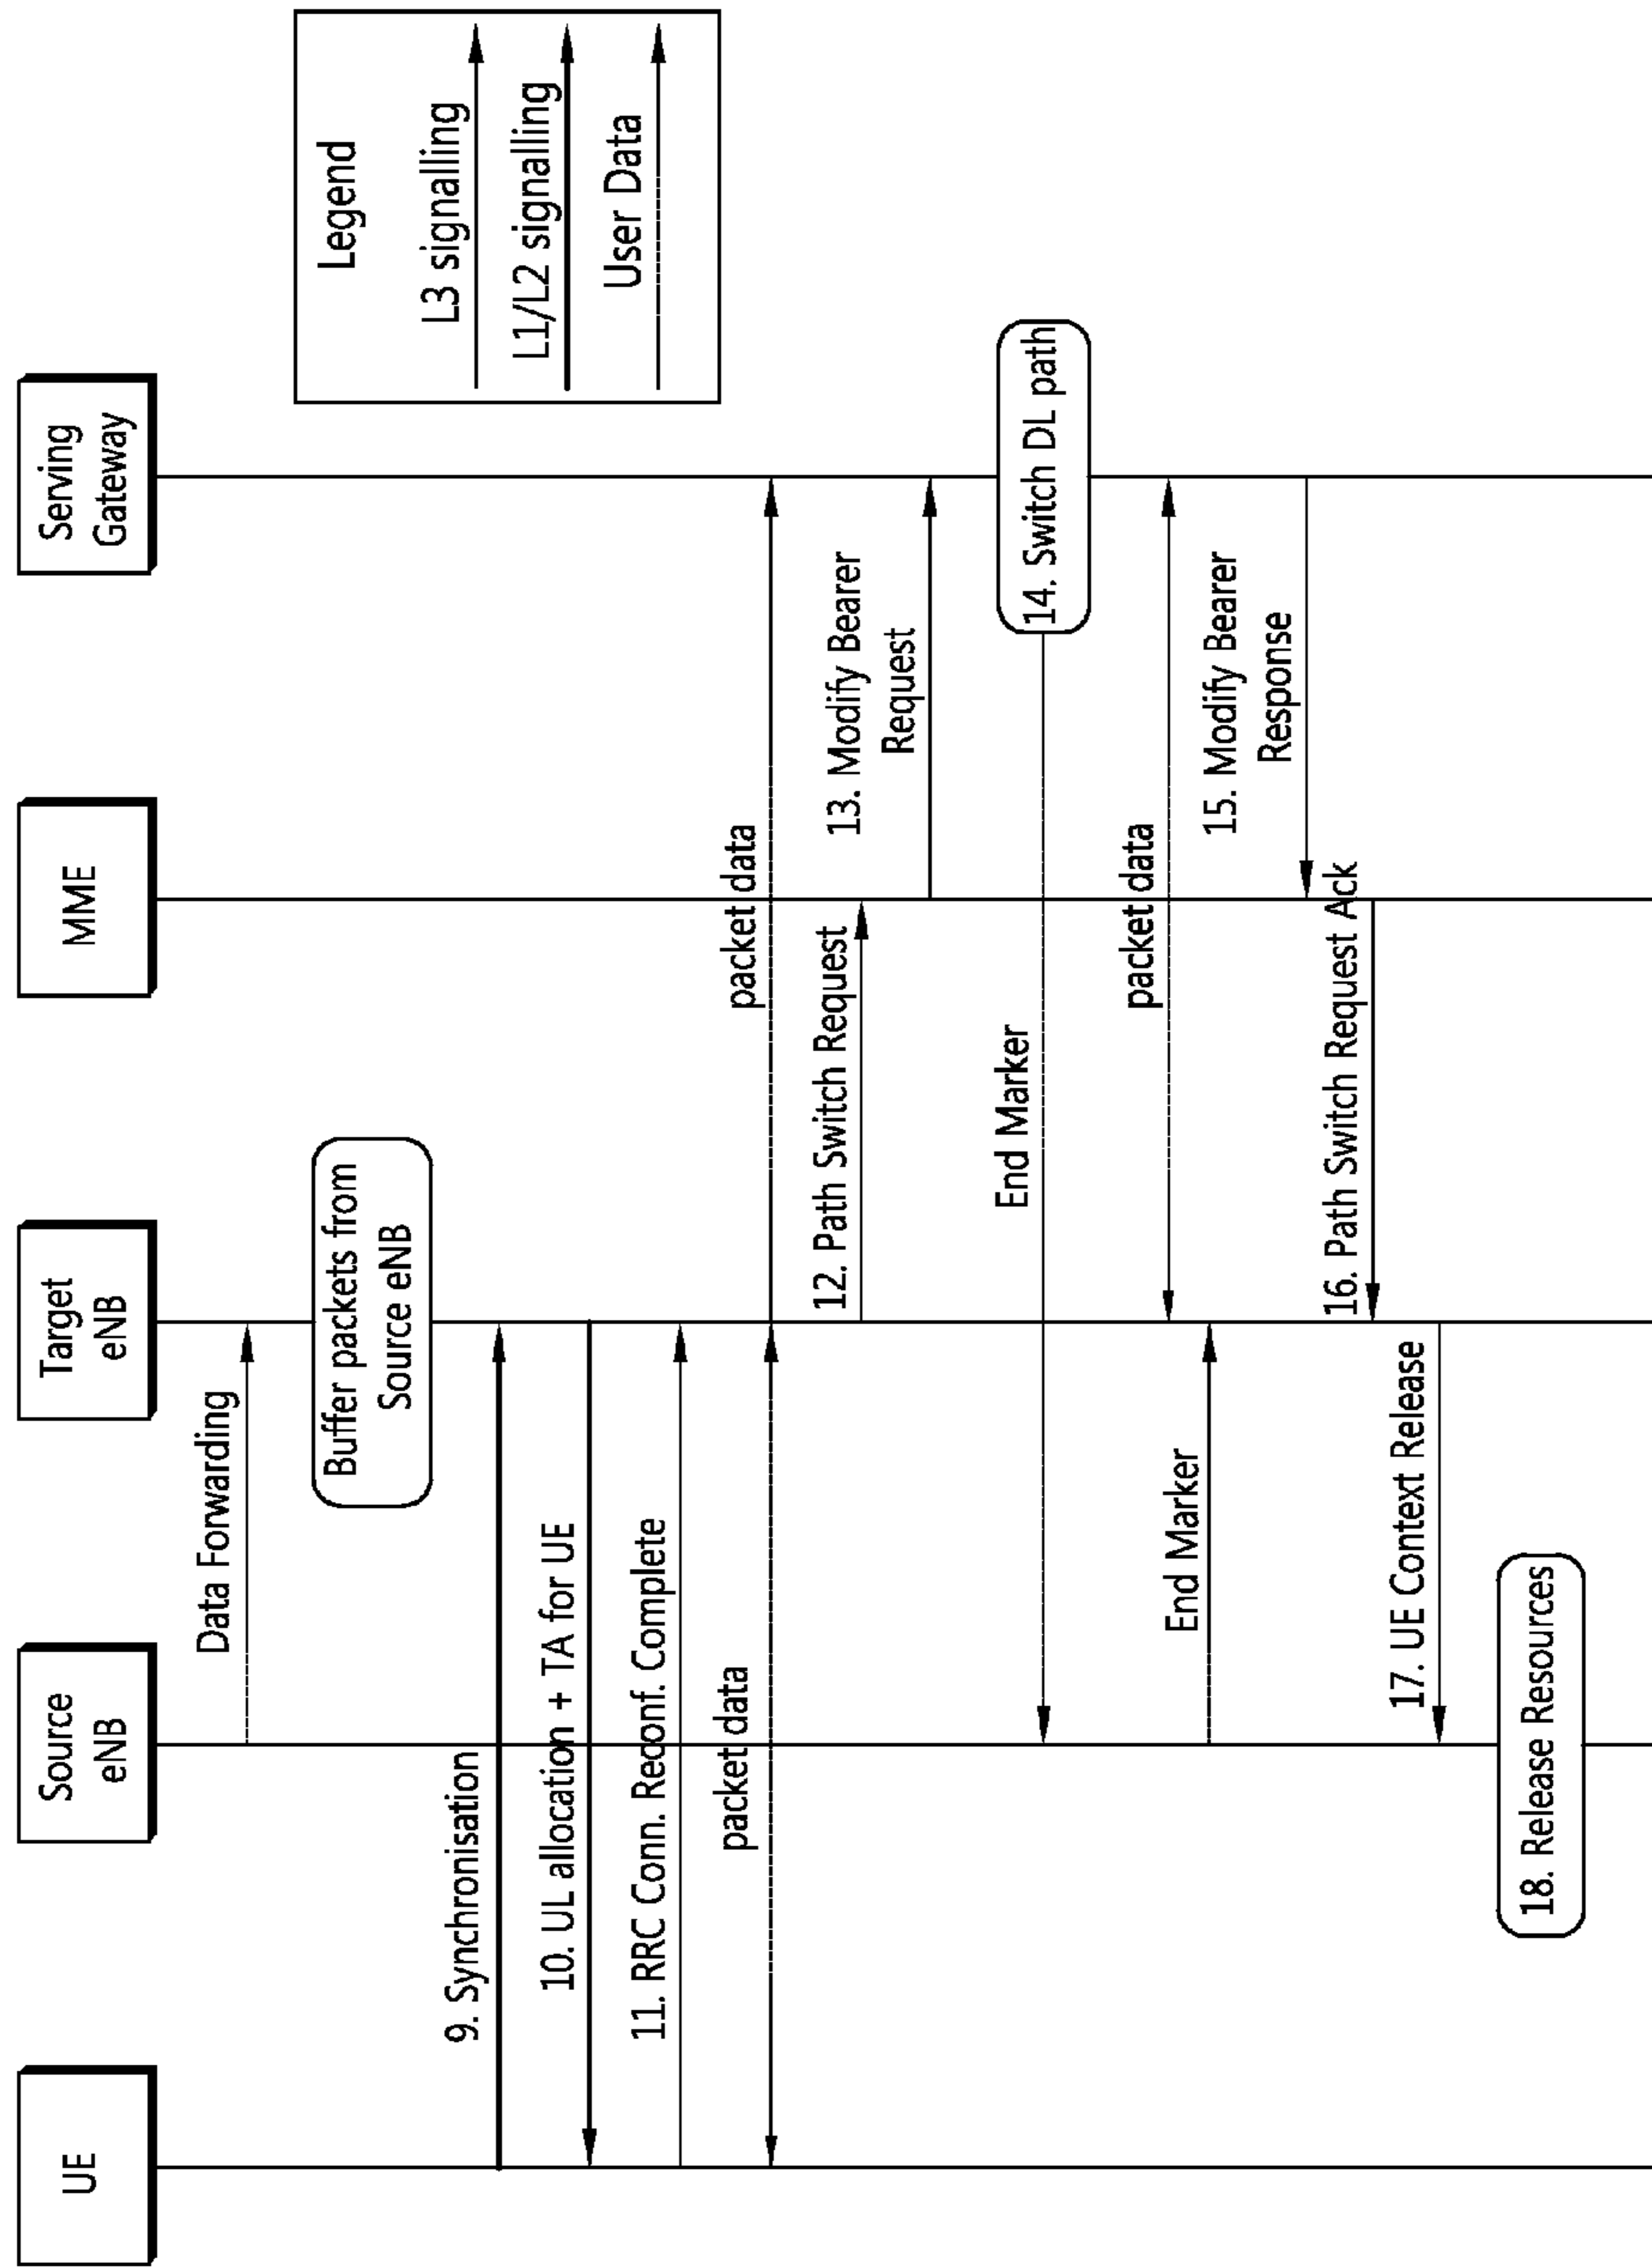 UE
Source
eNB
Target
eNB
MME
Serving
Gateway
Legend
L3 signalling
L1/L2 signalling
User Data
Data Forwarding
Buffer packets from
Source eNB
9. Synchronisation
10. UL allocation + TA for UE
11. RRC Conn. Reconf. Complete
packet data
packet data
12. Path Switch Request
13. Modify Bearer
Request
End Marker
14. Switch DL path
packet data
End Marker
15. Modify Bearer
Response
16. Path Switch Request Ack
17. UE Context Release
18. Release Resources